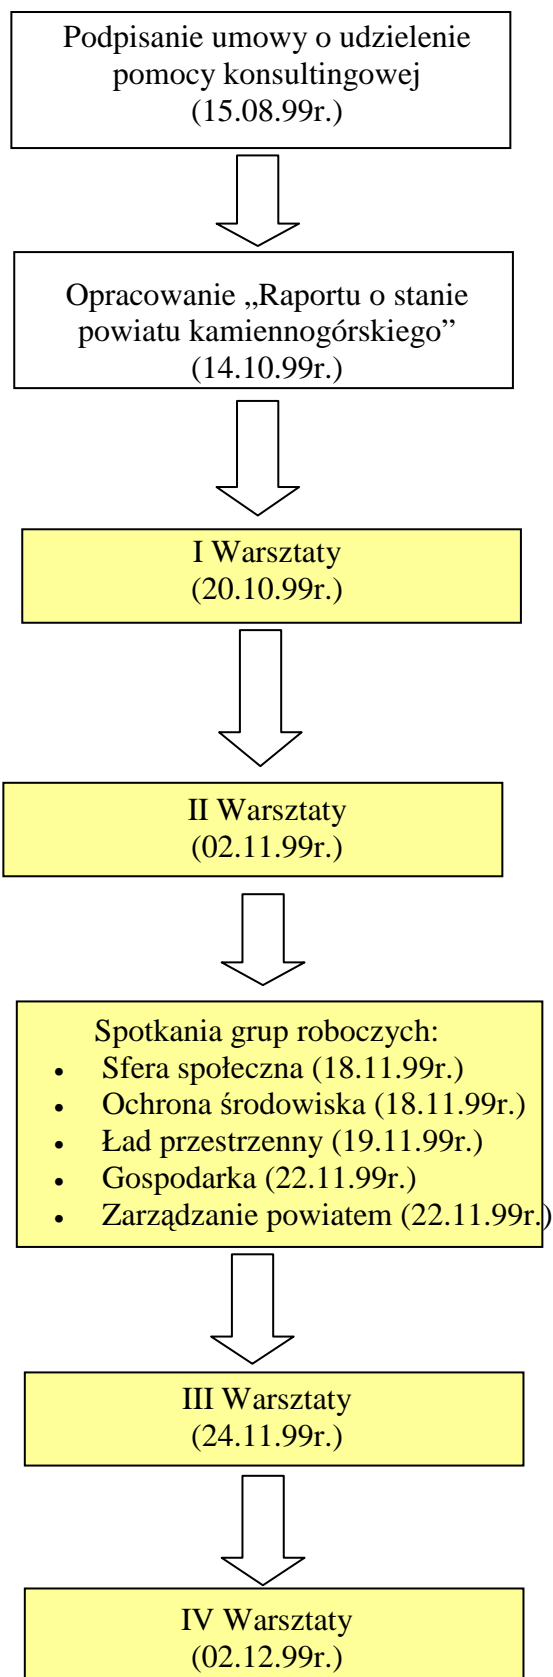 Podpisanie umowy o udzielenie
pomocy konsultingowej
(15.08.99r.)
Opracowanie „Raportu o stanie
powiatu kamiennogórskiego”
(14.10.99r.)
I Warsztaty
(20.10.99r.)
II Warsztaty
(02.11.99r.)
Spotkania grup roboczych:
• Sfera społeczna (18.11.99r.)
• Ochrona środowiska (18.11.99r.)
• Ład przestrzenny (19.11.99r.)
• Gospodarka (22.11.99r.)
• Zarządzanie powiatem (22.11.99r.)
III Warsztaty
(24.11.99r.)
IV Warsztaty
(02.12.99r.)